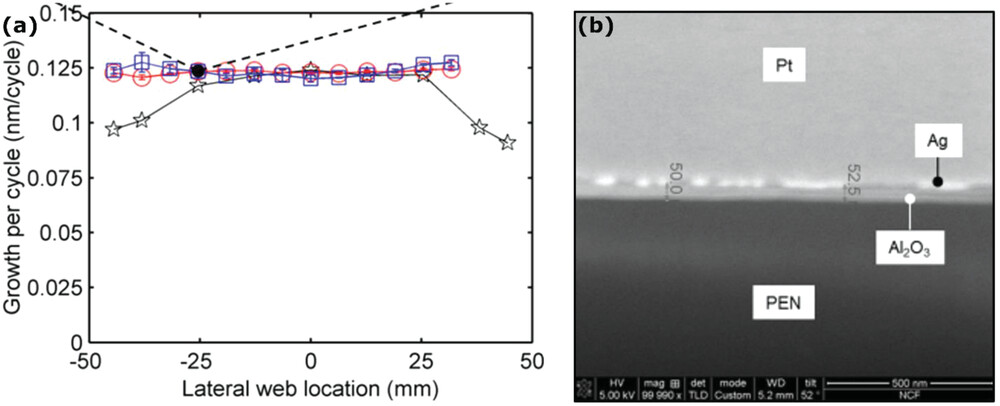 (a)
Growth per cycle (nm/cycle)
0.15
0.125
0.1
0.075
0.05
0.025
0
-50
-25
0
25
50
Lateral web location (mm)
(b)
Pt
Ag
50.0
52.5
Al₂O₃
PEN
HV mag det mode WD tilt
5.00 kV 99 990 x TLD Custom 5.2 mm 52°
500 nm
NCF